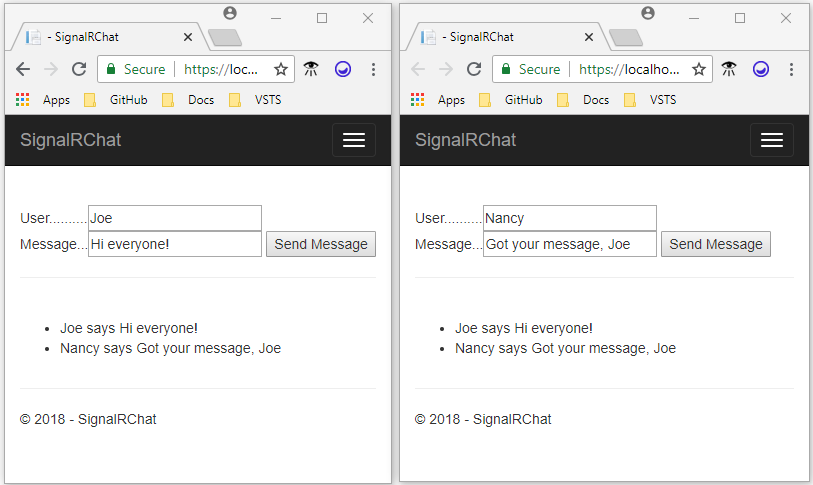 - SignalRChat
Secure https://loc...
Apps GitHub Docs VSTS
SignalRChat
User..........Joe
Message...Hi everyone! Send Message
Joe says Hi everyone!
Nancy says Got your message, Joe
© 2018 - SignalRChat
- SignalRChat
Secure https://localho...
Apps GitHub Docs VSTS
SignalRChat
User..........Nancy
Message...Got your message, Joe Send Message
Joe says Hi everyone!
Nancy says Got your message, Joe
© 2018 - SignalRChat